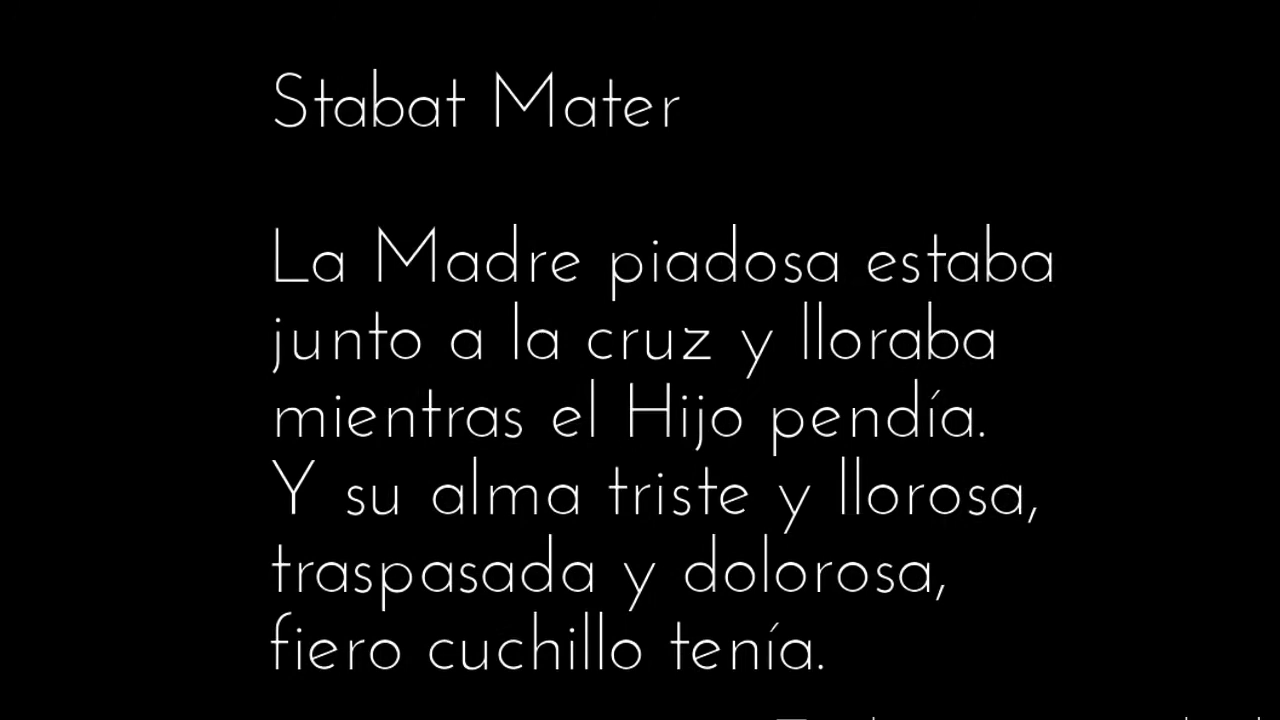 Stabat Mater
La Madre piadosa estaba
junto a la cruz y lloraba
mientras el Hijo pendía.
Y su alma triste y llorosa,
traspasada y dolorosa,
fiero cuchillo tenía.